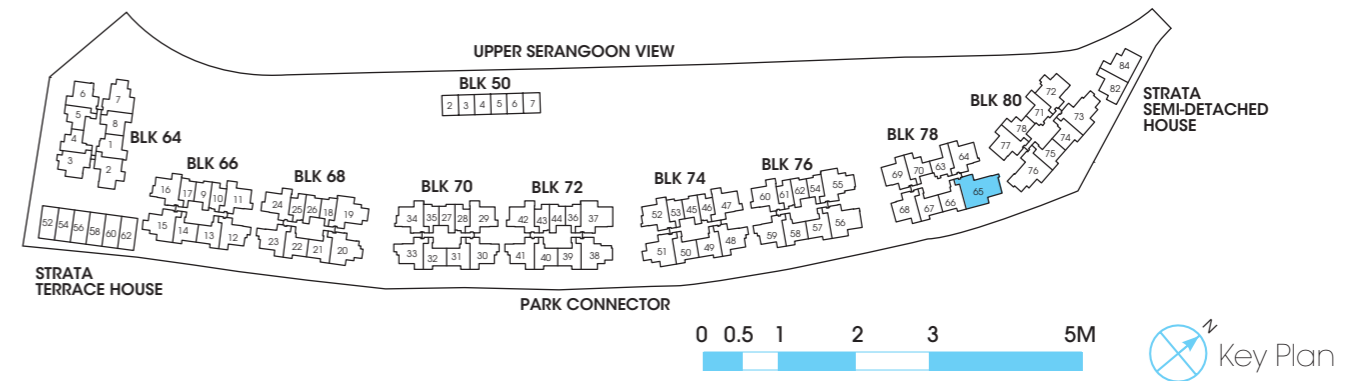 UPPER SERANGOON VIEW
BLK 50
2 3 4 5 6 7
BLK 64
6 7
5 8
4 1
3 2
BLK 66
16 17 9 10 11
15 14 13 12
BLK 68
24 25 26 18 19
23 22 21 20
BLK 70
34 35 27 28 29
33 32 31 30
BLK 72
42 43 44 36 37
41 40 39 38
BLK 74
52 53 45 46 47
51 50 49 48
BLK 76
60 61 62 54 55
59 58 57 56
BLK 78
69 70 63 64
68 67 66 65
BLK 80
72
71
78
77
73
74
75
76
84
82
STRATA
SEMI-DETACHED
HOUSE
52 54 56 58 60 62
STRATA
TERRACE HOUSE
PARK CONNECTOR
0 0.5 1 2 3 5M
N
Key Plan